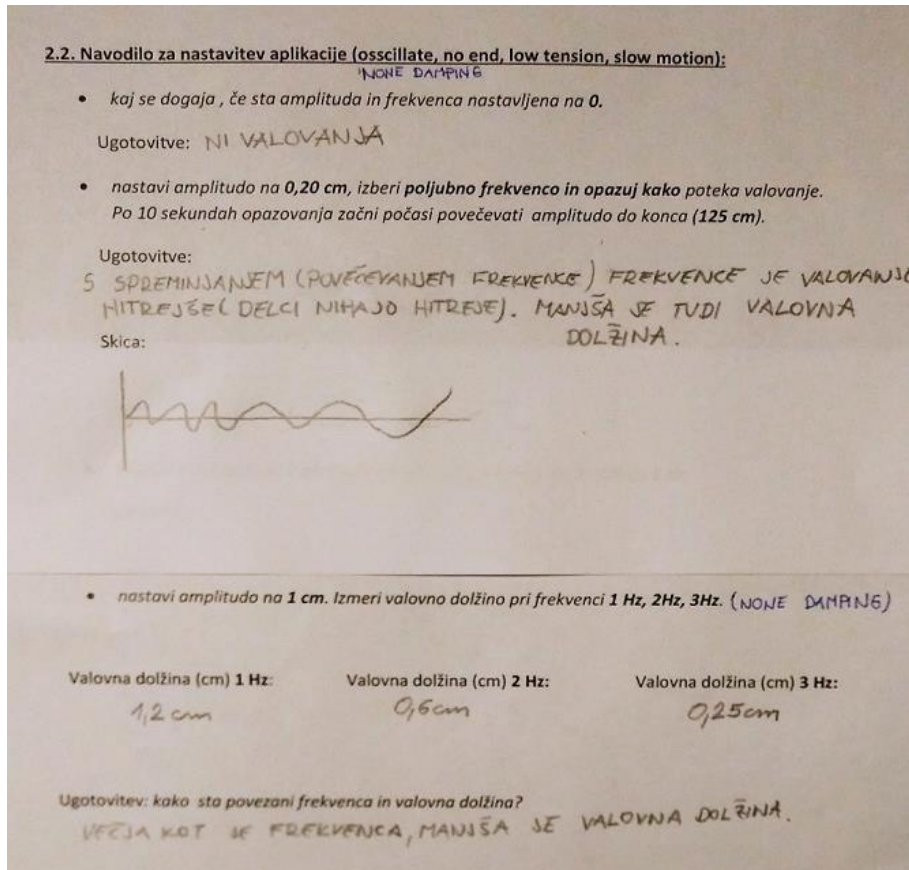 2.2. Navodilo za nastavitev aplikacije (osscillate, no end, low tension, slow motion):
NONE DAMPING
• kaj se dogaja , če sta amplituda in frekvenca nastavljena na 0.
Ugotovitve: NI VALOVANJA
• nastavi amplitudo na 0,20 cm, izberi poljubno frekvenco in opazuj kako poteka valovanje.
Po 10 sekundah opazovanja začni počasi povečevati amplitudo do konca (125 cm).
Ugotovitve:
S SPREMINJANJEM (POVEČEVANJEM FREKVENCE) FREKVENCE JE VALOVANJE
HITREJŠE (DELCI NIHAJO HITREJE). MANJŠA JE TUDI VALOVNA
DOLŽINA.
Skica:
• nastavi amplitudo na 1 cm. Izmeri valovno dolžino pri frekvenci 1 Hz, 2Hz, 3Hz. (NONE DAMPING)
Valovna dolžina (cm) 1 Hz: Valovna dolžina (cm) 2 Hz: Valovna dolžina (cm) 3 Hz:
1,2 cm 0,6cm 0,25cm
Ugotovitev: kako sta povezani frekvenca in valovna dolžina?
VEČJA KOT JE FREKVENCA, MANJŠA JE VALOVNA DOLŽINA.